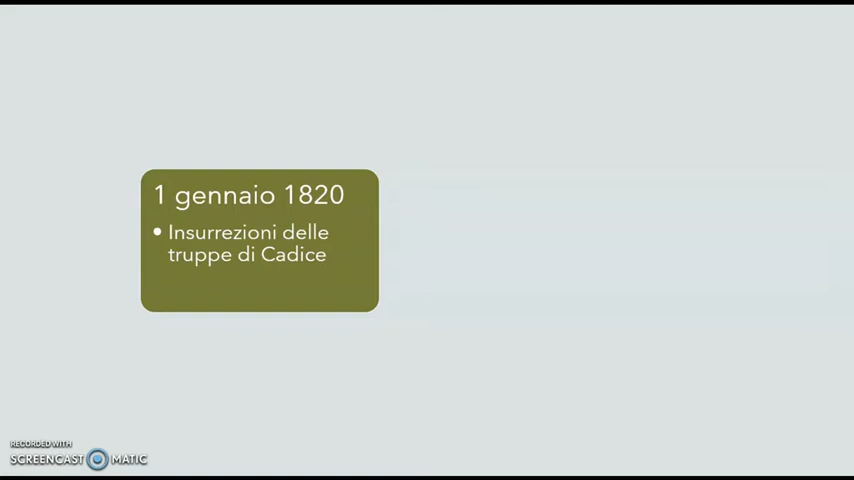 1 gennaio 1820
• Insurrezioni delle
truppe di Cadice
RECORDED WITH
SCREENCAST MATIC